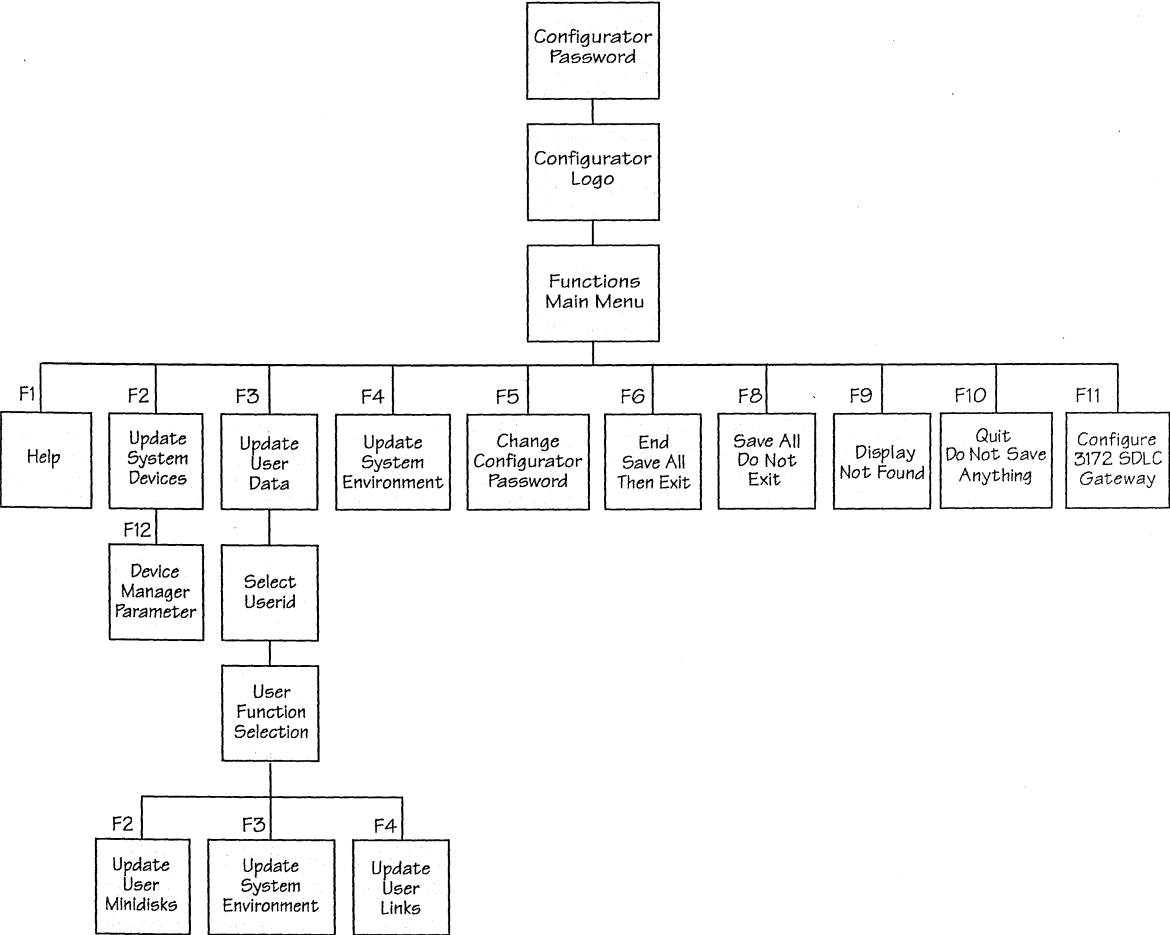 Configurator
Password
Configurator
Logo
Functions
Main Menu
F1
F2
F3
F4
F5
F6
F8
F9
F10
F11
Help
Update
System
Devices
Update
User
Data
Update
System
Environment
Change
Configurator
Password
End
Save All
Then Exit
Save All
Do Not
Exit
Display
Not Found
Quit
Do Not Save
Anything
Configure
3172 SDLC
Gateway
F12
Device
Manager
Parameter
Select
Userid
User
Function
Selection
F2
F3
F4
Update
User
Minidisks
Update
System
Environment
Update
User
Links